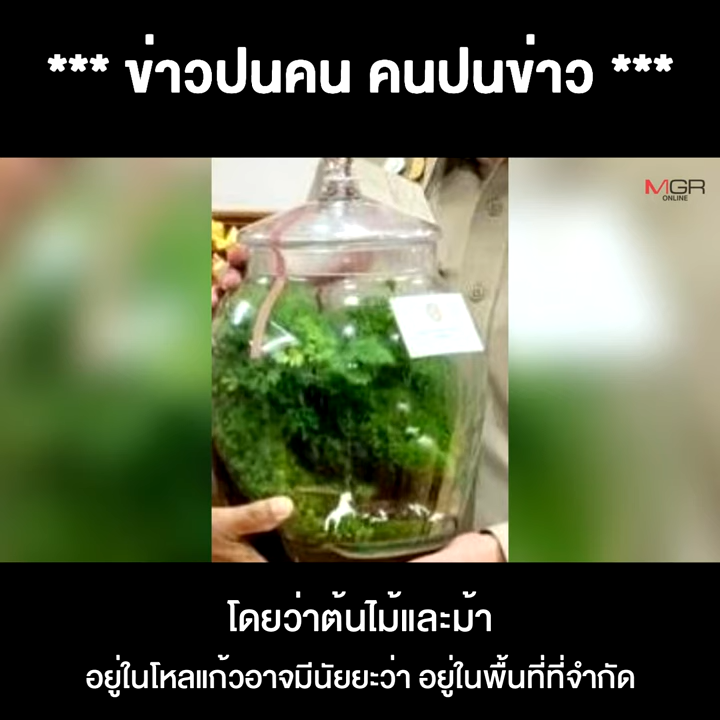 *** ข่าวปนคน คนปนข่าว ***
MGR
ONLINE
โดยว่าต้นไม้และม้า
อยู่ในโหลแก้วอาจมีนัยยะว่า อยู่ในพื้นที่ที่จำกัด